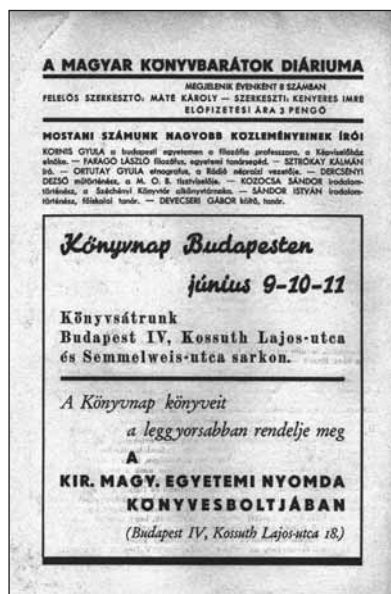 A MAGYAR KÖNYVBARÁTOK DIÁRIUMA
MEGJELENIK ÉVENKÉNT 8 SZÁMBAN
FELELŐS SZERKESZTŐ: MÁTÉ KÁROLY — SZERKESZTI: KENYERES IMRE
ELŐFIZETÉSI ÁRA 3 PENGŐ
MOSTANI SZÁMUNK NAGYOBB KÖZLEMÉNYEINEK ÍRÓI
KORNIS GYULA a budapesti egyetemen a filozófia professzora, a Képviselőház
elnöke. — FARAGÓ LÁSZLÓ filozófus, egyetemi tanársegéd. — SZTRÓKAY KÁLMÁN
író. — ORTUTAY GYULA etnografus, a Rádió néprajzi vezetője. — DERCSÉNYI
DEZSŐ műtörténész, a M. O. B. tisztviselője. — KOZOCSA SÁNDOR irodalom-
történész, a Széchényi Könyvtár alkönyvtárnoka. — SÁNDOR ISTVÁN irodalom-
történész, főiskolai tanár. — DEVECSERI GÁBOR költő, tanár.
Könyvnap Budapesten
június 9-10-11
Könyvsátrunk
Budapest IV, Kossuth Lajos-utca
és Semmelweis-utca sarkon.
A Könyvnap könyveit
a leggyorsabban rendelje meg
A
KIR. MAGY. EGYETEMI NYOMDA
KÖNYVESBOLTJÁBAN
(Budapest IV, Kossuth Lajos-utca 18.)